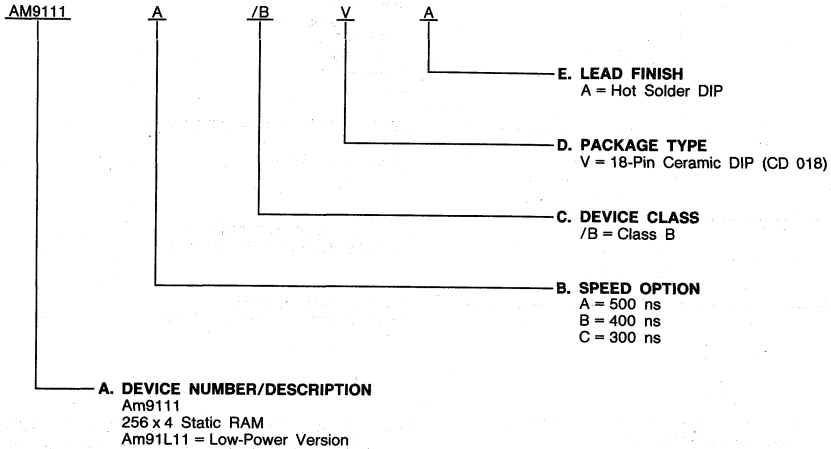 AM9111 A /B V A
E. LEAD FINISH
A = Hot Solder DIP
D. PACKAGE TYPE
V = 18-Pin Ceramic DIP (CD 018)
C. DEVICE CLASS
/B = Class B
B. SPEED OPTION
A = 500 ns
B = 400 ns
C = 300 ns
A. DEVICE NUMBER/DESCRIPTION
Am9111
256 x 4 Static RAM
Am91L11 = Low-Power Version